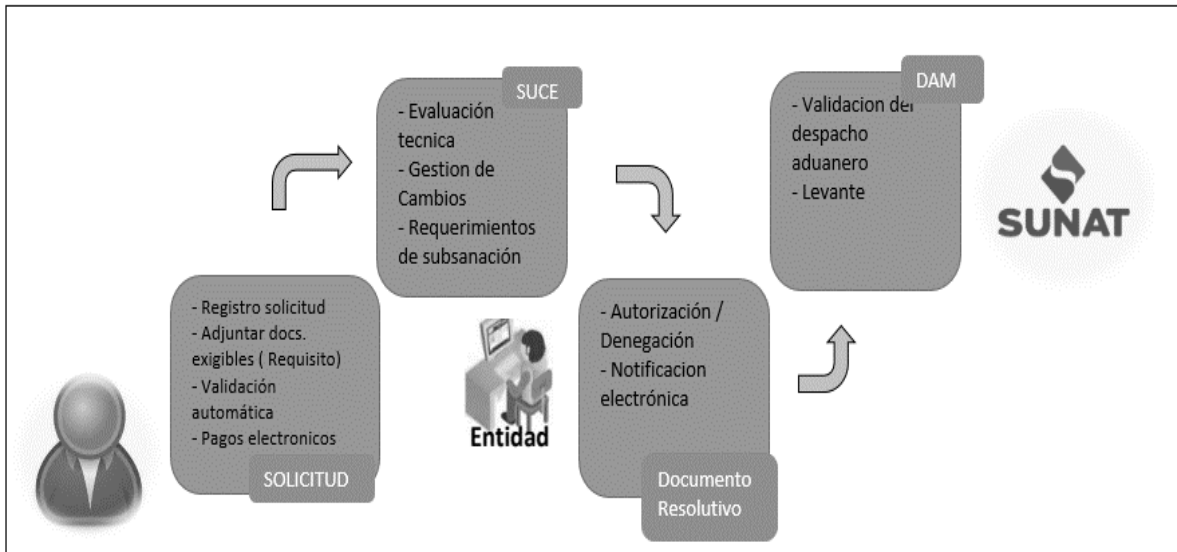 - Registro solicitud
- Adjuntar docs.
exigibles ( Requisito)
- Validación
automática
- Pagos electronicos
SOLICITUD
SUCE
- Evaluación
tecnica
- Gestion de
Cambios
- Requerimientos
de subsanación
Entidad
- Autorización /
Denegación
- Notificacion
electrónica
Documento
Resolutivo
DAM
- Validacion del
despacho
aduanero
- Levante
SUNAT